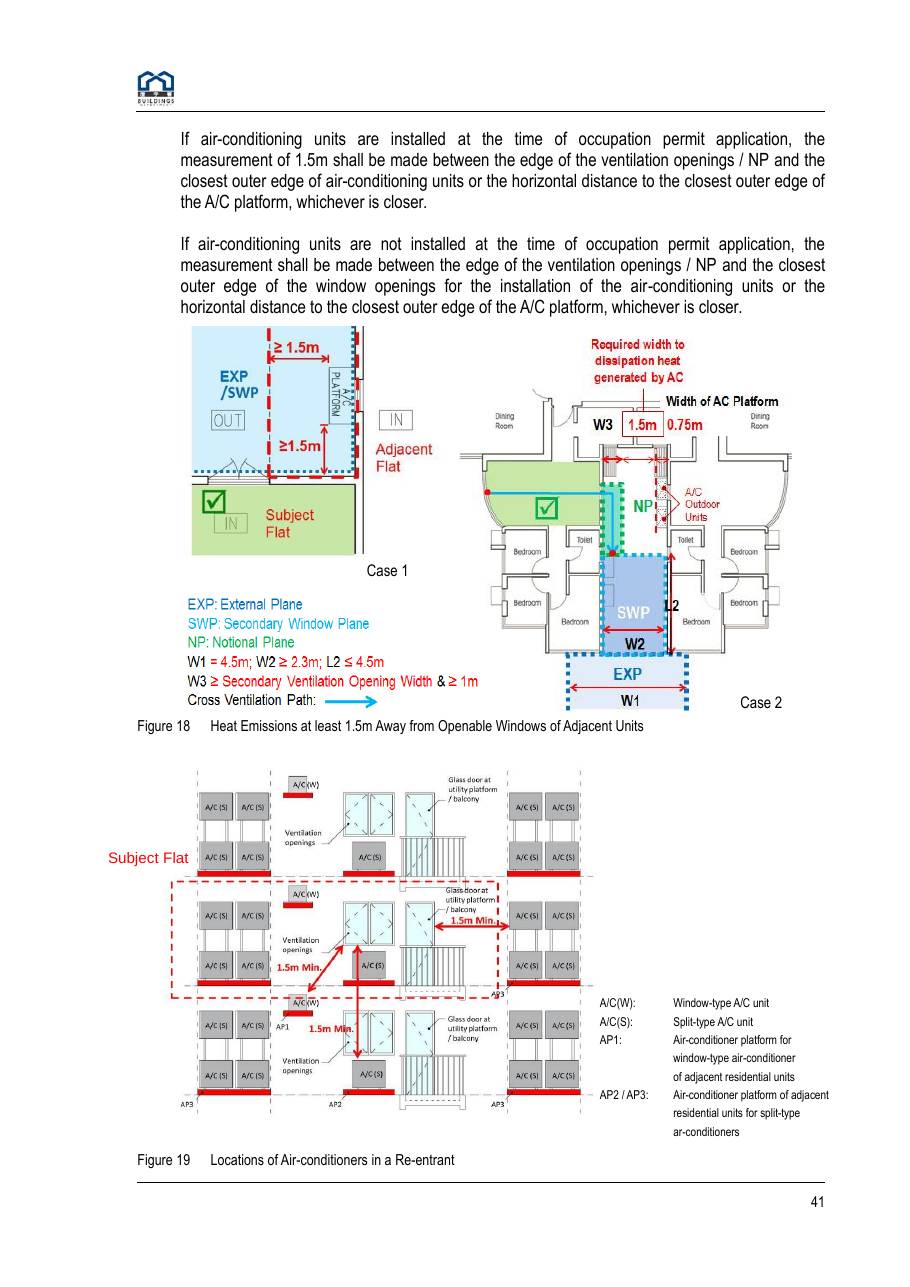 BUILDINGS
If air-conditioning units are installed at the time of occupation permit application, the
measurement of 1.5m shall be made between the edge of the ventilation openings / NP and the
closest outer edge of air-conditioning units or the horizontal distance to the closest outer edge of
the A/C platform, whichever is closer.
If air-conditioning units are not installed at the time of occupation permit application, the
measurement shall be made between the edge of the ventilation openings / NP and the closest
outer edge of the window openings for the installation of the air-conditioning units or the
horizontal distance to the closest outer edge of the A/C platform, whichever is closer.
≥ 1.5m
EXP
/SWP
A/C
PLATFORM
OUT
IN
≥1.5m
Adjacent
Flat
IN
Subject
Flat
Case 1
Required width to
dissipation heat
generated by AC
Width of AC Platform
Dining
Room
W3
1.5m
0.75m
Dining
Room
NP
A/C
Outdoor
Units
Toilet
Toilet
Bedroom
Bedroom
Bedroom
Bedroom
Bedroom
Bedroom
SWP
L2
W2
EXP
W1
Case 2
EXP: External Plane
SWP: Secondary Window Plane
NP: Notional Plane
W1 = 4.5m; W2 ≥ 2.3m; L2 ≤ 4.5m
W3 ≥ Secondary Ventilation Opening Width & ≥ 1m
Cross Ventilation Path:
Figure 18 Heat Emissions at least 1.5m Away from Openable Windows of Adjacent Units
A/C(W)
Glass door at
utility platform
/ balcony
A/C (S) A/C (S)
A/C (S) A/C (S)
Ventilation
openings
Subject Flat
A/C (S) A/C (S)
A/C (S)
A/C (S) A/C (S)
A/C(W)
Glass door at
utility platform
/ balcony
1.5m Min.
A/C (S) A/C (S)
A/C (S) A/C (S)
Ventilation
openings
1.5m Min.
A/C (S) A/C (S)
A/C (S)
A/C (S) A/C (S)
AP3
A/C(W)
AP1
1.5m Min.
Glass door at
utility platform
/ balcony
A/C (S) A/C (S)
A/C (S) A/C (S)
Ventilation
openings
A/C (S) A/C (S)
A/C (S)
A/C (S) A/C (S)
AP3
AP2
AP3
A/C(W): Window-type A/C unit
A/C(S): Split-type A/C unit
AP1: Air-conditioner platform for
window-type air-conditioner
of adjacent residential units
AP2 / AP3: Air-conditioner platform of adjacent
residential units for split-type
ar-conditioners
Figure 19 Locations of Air-conditioners in a Re-entrant
41